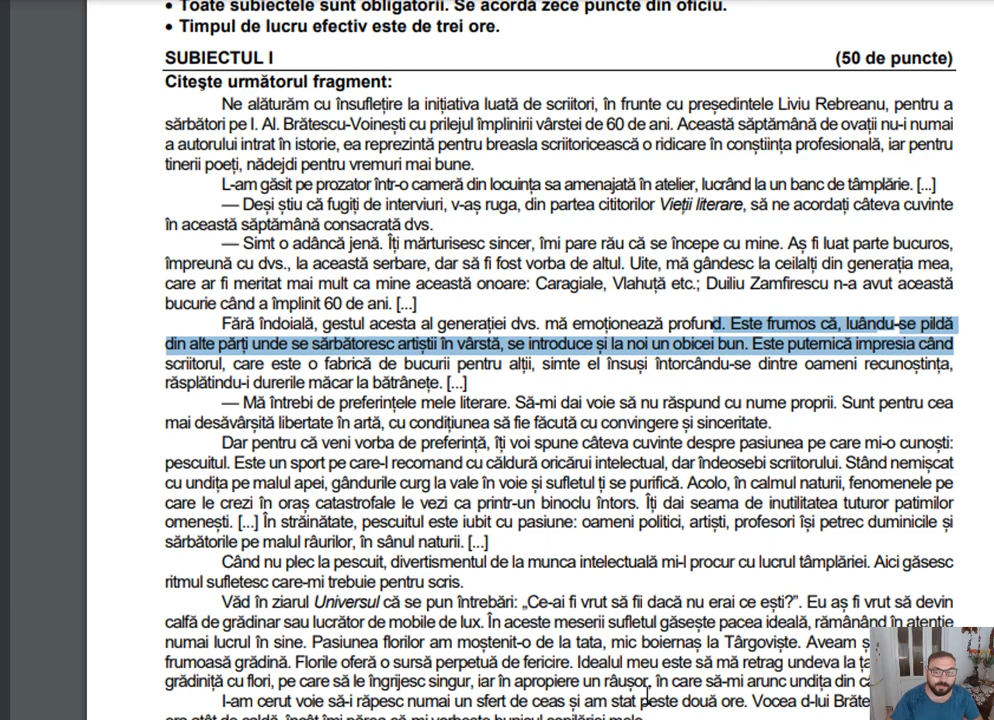 • Toate subiectele sunt obligatorii. Se acordă zece puncte din oficiu.
• Timpul de lucru efectiv este de trei ore.
SUBIECTUL I (50 de puncte)
Citeşte următorul fragment:
Ne alăturăm cu însuflețire la inițiativa luată de scriitori, în frunte cu președintele Liviu Rebreanu, pentru a
sărbători pe I. Al. Brătescu-Voinești cu prilejul împlinirii vârstei de 60 de ani. Această săptămână de ovații nu-i numai
a autorului intrat în istorie, ea reprezintă pentru breasla scriitoricească o ridicare în conștiința profesională, iar pentru
tinerii poeți, nădejdi pentru vremuri mai bune.
L-am găsit pe prozator într-o cameră din locuința sa amenajată în atelier, lucrând la un banc de tâmplărie. [...]
— Deși știu că fugiți de interviuri, v-aș ruga, din partea cititorilor Vieții literare, să ne acordați câteva cuvinte
în această săptămână consacrată dvs.
— Simt o adâncă jenă. Îți mărturisesc sincer, îmi pare rău că se începe cu mine. Aș fi luat parte bucuros,
împreună cu dvs., la această serbare, dar să fi fost vorba de altul. Uite, mă gândesc la ceilalți din generația mea,
care ar fi meritat mai mult ca mine această onoare: Caragiale, Vlahuță etc.; Duiliu Zamfirescu n-a avut această
bucurie când a împlinit 60 de ani. [...]
Fără îndoială, gestul acesta al generației dvs. mă emoționează profund. Este frumos că, luându-se pildă
din alte părți unde se sărbătoresc artiștii în vârstă, se introduce și la noi un obicei bun. Este puternică impresia când
scriitorul, care este o fabrică de bucurii pentru alții, simte el însuși întorcându-se dintre oameni recunoștința,
răsplătindu-i durerile măcar la bătrânețe. [...]
— Mă întrebi de preferințele mele literare. Să-mi dai voie să nu răspund cu nume proprii. Sunt pentru cea
mai desăvârșită libertate în artă, cu condițiunea să fie făcută cu convingere și sinceritate.
Dar pentru că veni vorba de preferință, îți voi spune câteva cuvinte despre pasiunea pe care mi-o cunoști:
pescuitul. Este un sport pe care-l recomand cu căldură oricărui intelectual, dar îndeosebi scriitorului. Stând nemișcat
cu undița pe malul apei, gândurile curg la vale în voie și sufletul ți se purifică. Acolo, în calmul naturii, fenomenele pe
care le crezi în oraș catastrofale le vezi ca printr-un binoclu întors. Îți dai seama de inutilitatea tuturor patimilor
omenești. [...] În străinătate, pescuitul este iubit cu pasiune: oameni politici, artiști, profesori își petrec duminicile și
sărbătorile pe malul râurilor, în sânul naturii. [...]
Când nu plec la pescuit, divertismentul de la munca intelectuală mi-l procur cu lucrul tâmplăriei. Aici găsesc
ritmul sufletesc care-mi trebuie pentru scris.
Văd în ziarul Universul că se pun întrebări: „Ce-ai fi vrut să fii dacă nu erai ce ești?”. Eu aș fi vrut să devin
calfă de grădinar sau lucrător de mobile de lux. În aceste meserii sufletul găsește pacea ideală, rămânând în atenție
numai lucrul în sine. Pasiunea florilor am moștenit-o de la tata, mic boiernaș la Târgoviște. Aveam
frumoasă grădină. Florile oferă o sursă perpetuă de fericire. Idealul meu este să mă retrag undeva la
grădiniță cu flori, pe care să le îngrijesc singur, iar în apropiere un râușor, în care să-mi arunc undița din
I-am cerut voie să-i răpesc numai un sfert de ceas și am stat peste două ore. Vocea d-lui